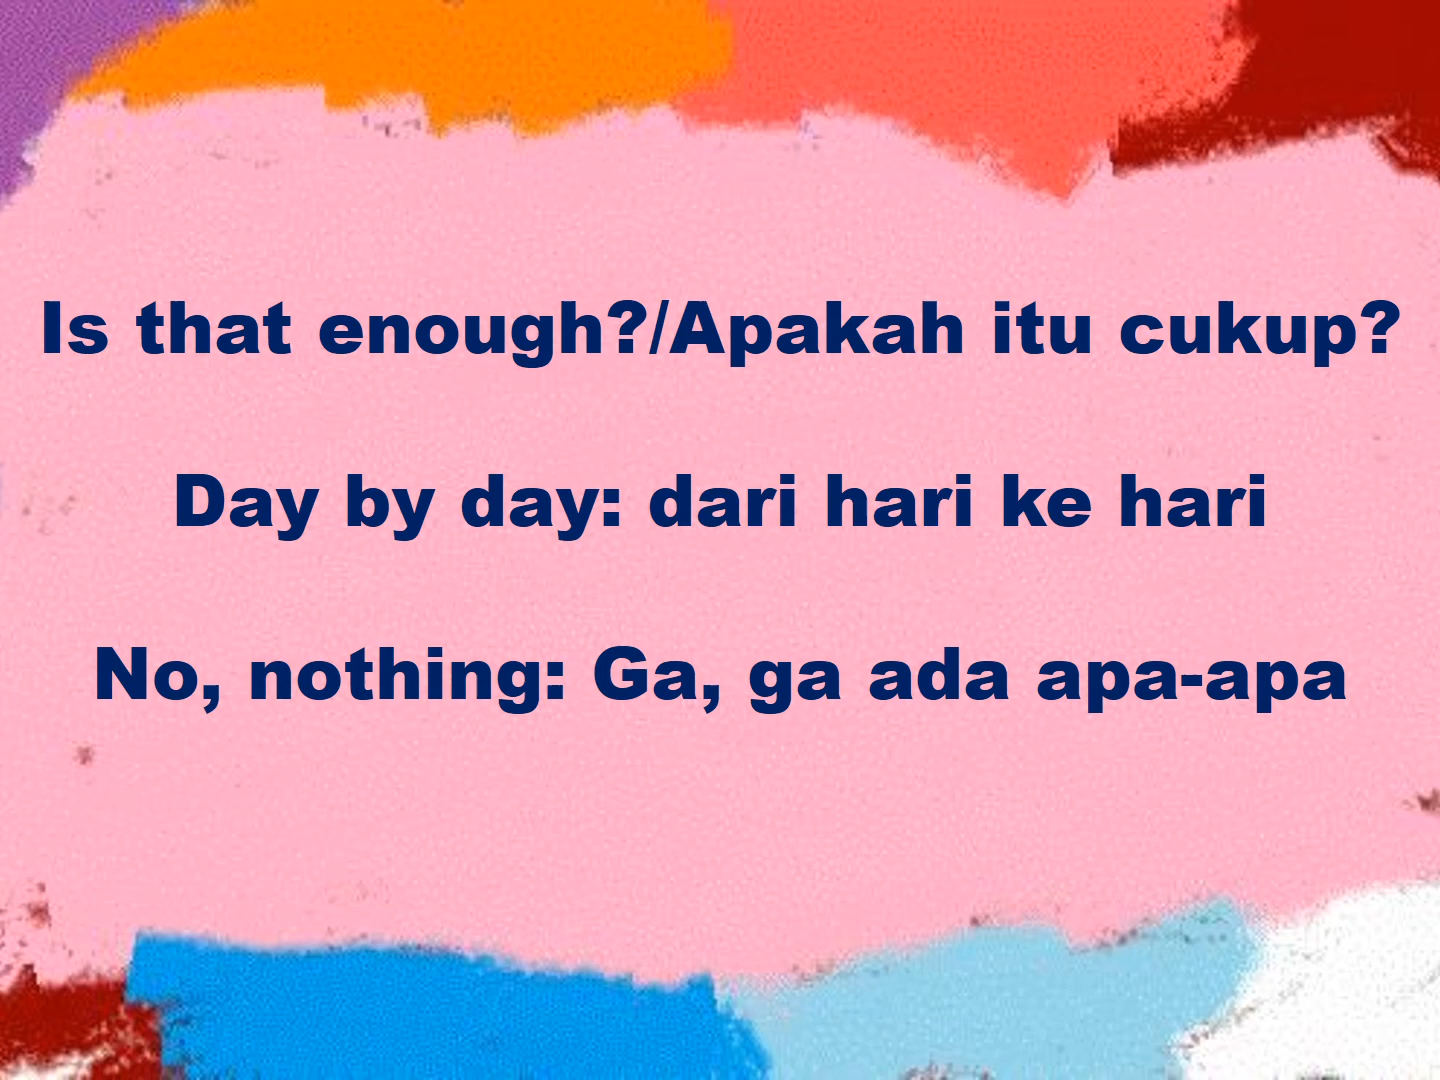 Is that enough?/Apakah itu cukup?
Day by day: dari hari ke hari
No, nothing: Ga, ga ada apa-apa